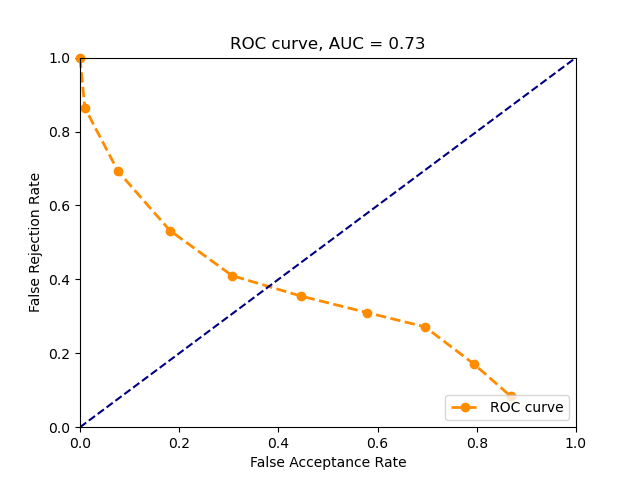 ROC curve, AUC = 0.73
1.0
0.8
0.6
0.4
0.2
0.0
False Rejection Rate
ROC curve
0.0 0.2 0.4 0.6 0.8 1.0
False Acceptance Rate